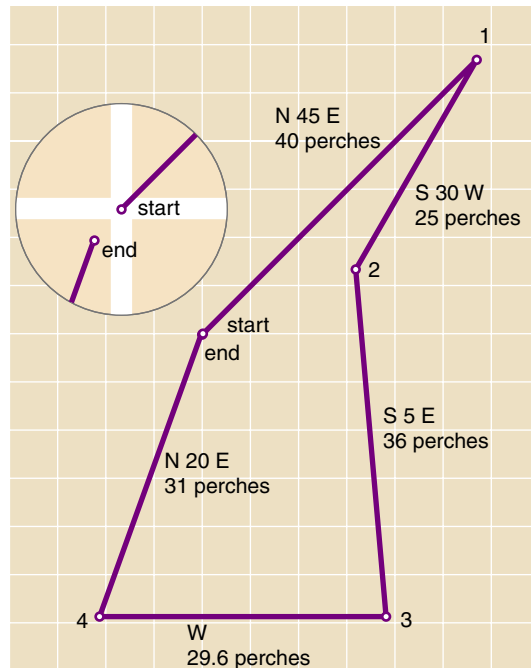 1
N 45 E
40 perches
S 30 W
25 perches
start
end
2
start
end
S 5 E
36 perches
N 20 E
31 perches
4
3
W
29.6 perches